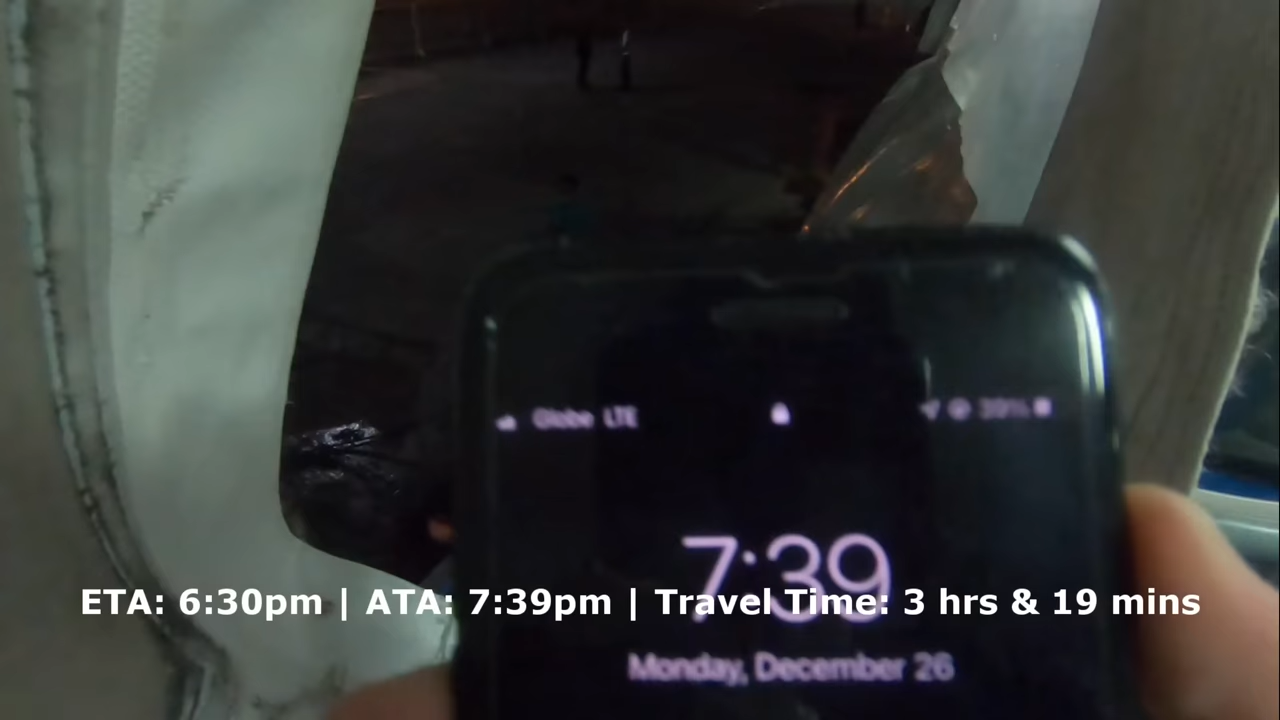 Globe LTE 39%
7:39
ETA: 6:30pm | ATA: 7:39pm | Travel Time: 3 hrs & 19 mins
Monday, December 26